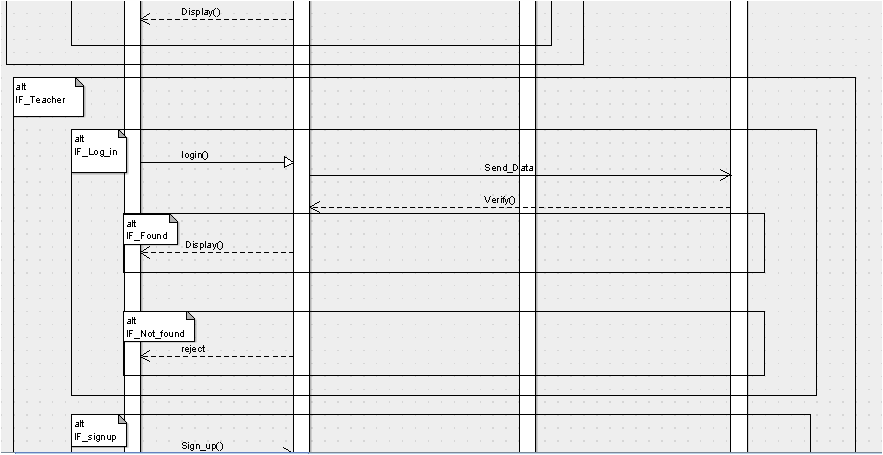 Display()
alt
IF_Teacher
alt
IF_Log_in
login()
Send_Data
Verify()
alt
IF_Found
Display()
alt
IF_Not_found
reject
alt
IF_signup
Sign_up()